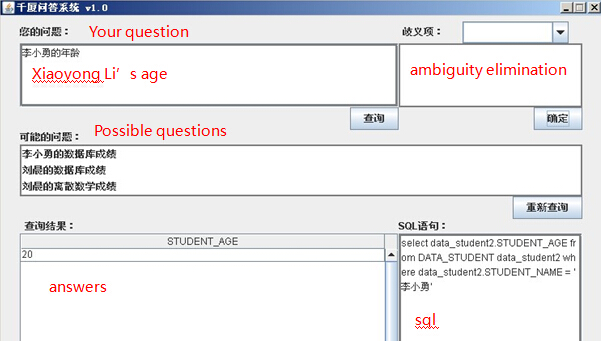 千厦问答系统 v1.0
您的问题： Your question 歧义项：
李小勇的年龄
Xiaoyong Li’s age
ambiguity elimination
查询 确定
可能的问题： Possible questions
李小勇的数据库成绩
刘晨的数据库成绩
刘晨的离散数学成绩
重新查询
查询结果： SQL语句：
STUDENT_AGE
20
answers
select data_student2.STUDENT_AGE fr
om DATA_STUDENT data_student2 wh
ere data_student2.STUDENT_NAME = '
李小勇'
sql